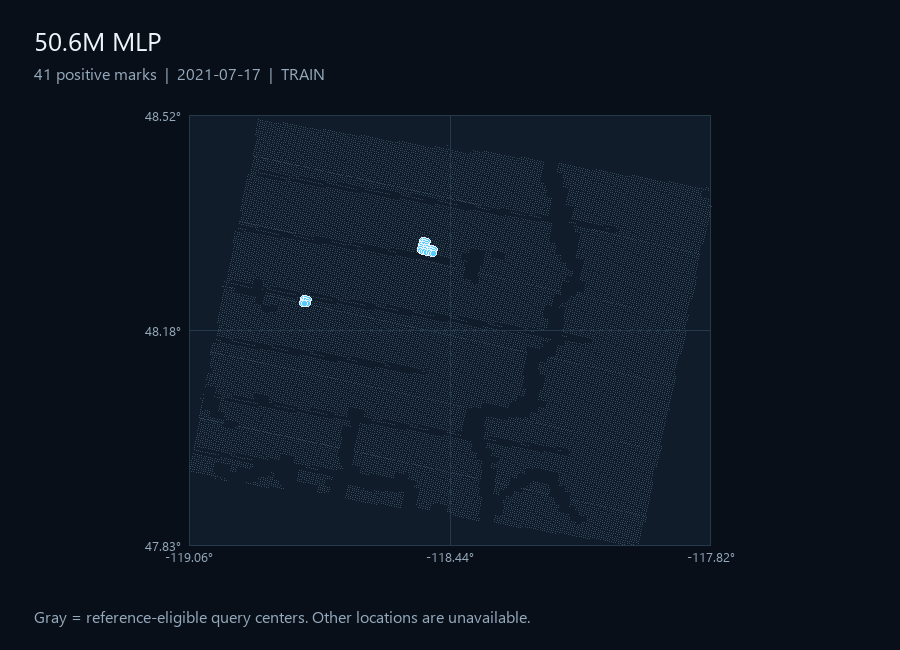 50.6M MLP
41 positive marks | 2021-07-17 | TRAIN
48.52°
48.18°
47.83°
-119.06°
-118.44°
-117.82°
Gray = reference-eligible query centers. Other locations are unavailable.